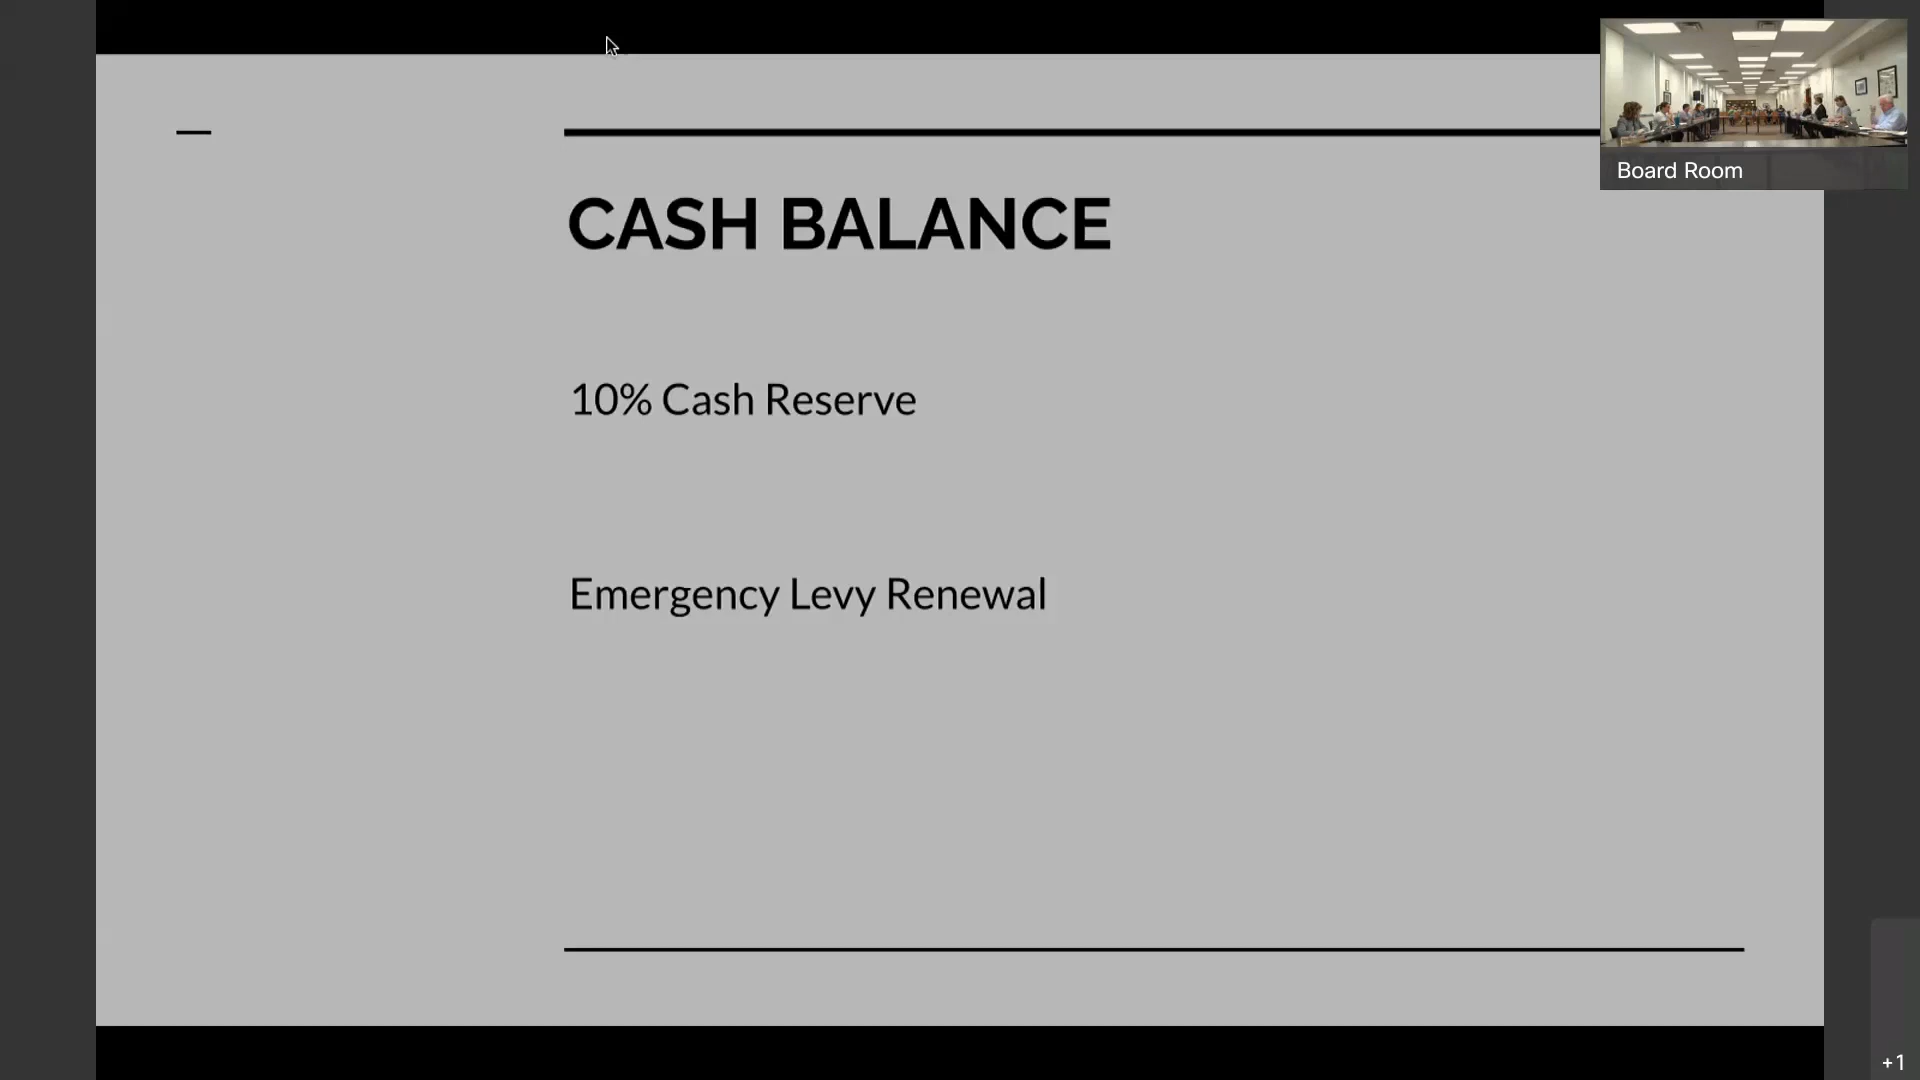 Board Room
CASH BALANCE
10% Cash Reserve
Emergency Levy Renewal
+1